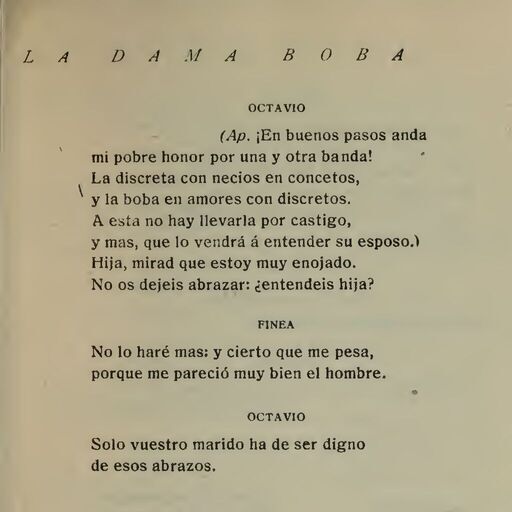 LA DAMA BOBA
OCTAVIO
(Ap. ¡En buenos pasos anda
mi pobre honor por una y otra banda!
La discreta con necios en concetos,
y la boba en amores con discretos.
A esta no hay llevarla por castigo,
y mas, que lo vendrá á entender su esposo.)
Hija, mirad que estoy muy enojado.
No os dejeis abrazar: ¿entendeis hija?
FINEA
No lo haré mas: y cierto que me pesa,
porque me pareció muy bien el hombre.
OCTAVIO
Solo vuestro marido ha de ser digno
de esos abrazos.